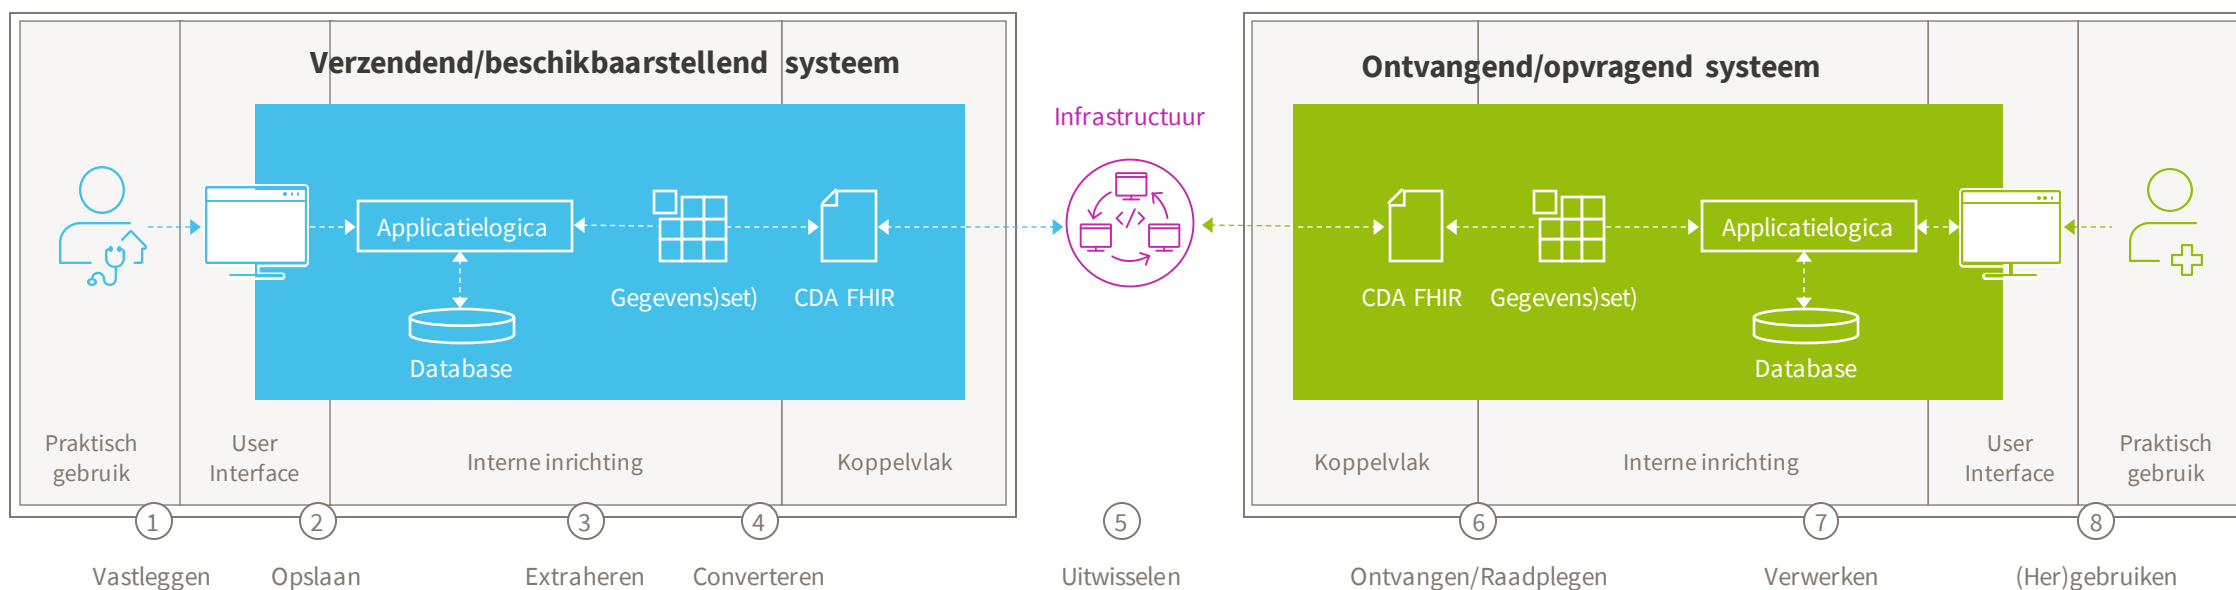 Verzendend/beschikbaarstellend systeem
Ontvangend/opvragend systeem
Infrastructuur
Applicatielogica
Gegevens)set)
CDA FHIR
Database
CDA FHIR
Gegevens)set)
Applicatielogica
Database
Praktisch
gebruik
User
Interface
Interne inrichting
Koppelvlak
Koppelvlak
Interne inrichting
User
Interface
Praktisch
gebruik
1
2
3
4
5
6
7
8
Vastleggen
Opslaan
Extraheren
Converteren
Uitwisselen
Ontvangen/Raadplegen
Verwerken
(Her)gebruiken